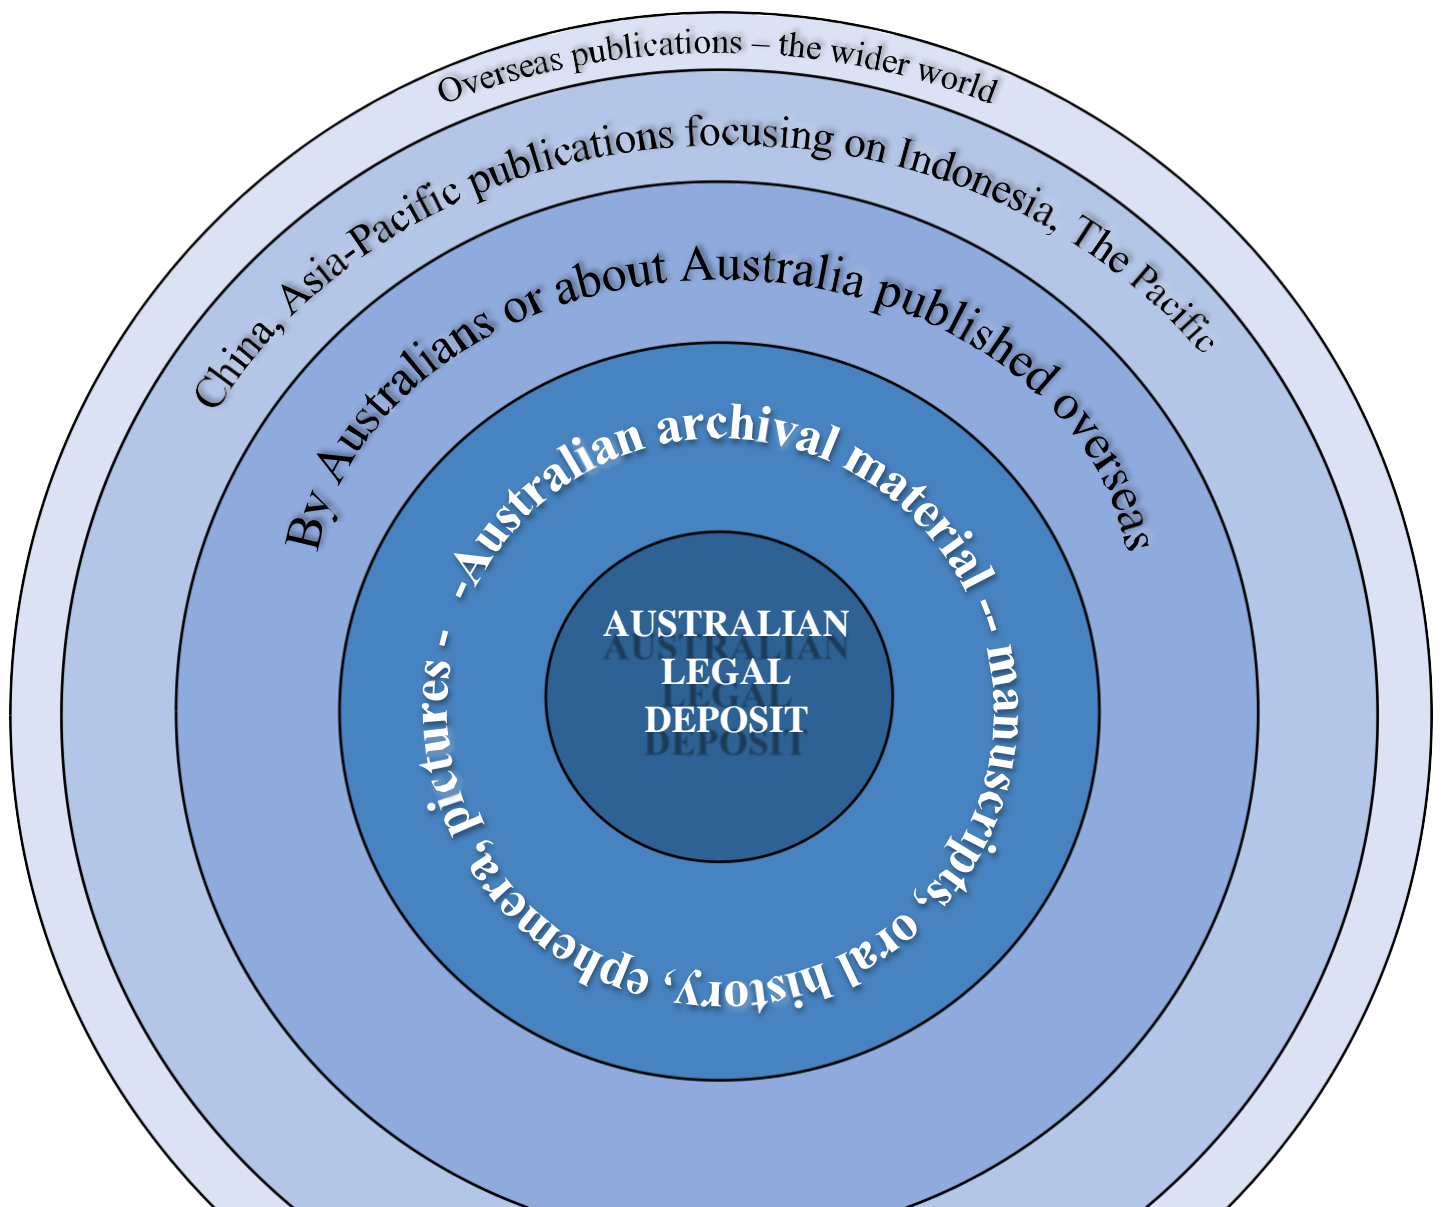 Overseas publications – the wider world
China, Asia-Pacific publications focusing on Indonesia, The Pacific
By Australians or about Australia published overseas
-Australian archival material -- manuscripts, oral history, ephemera, pictures -
AUSTRALIAN
LEGAL
DEPOSIT